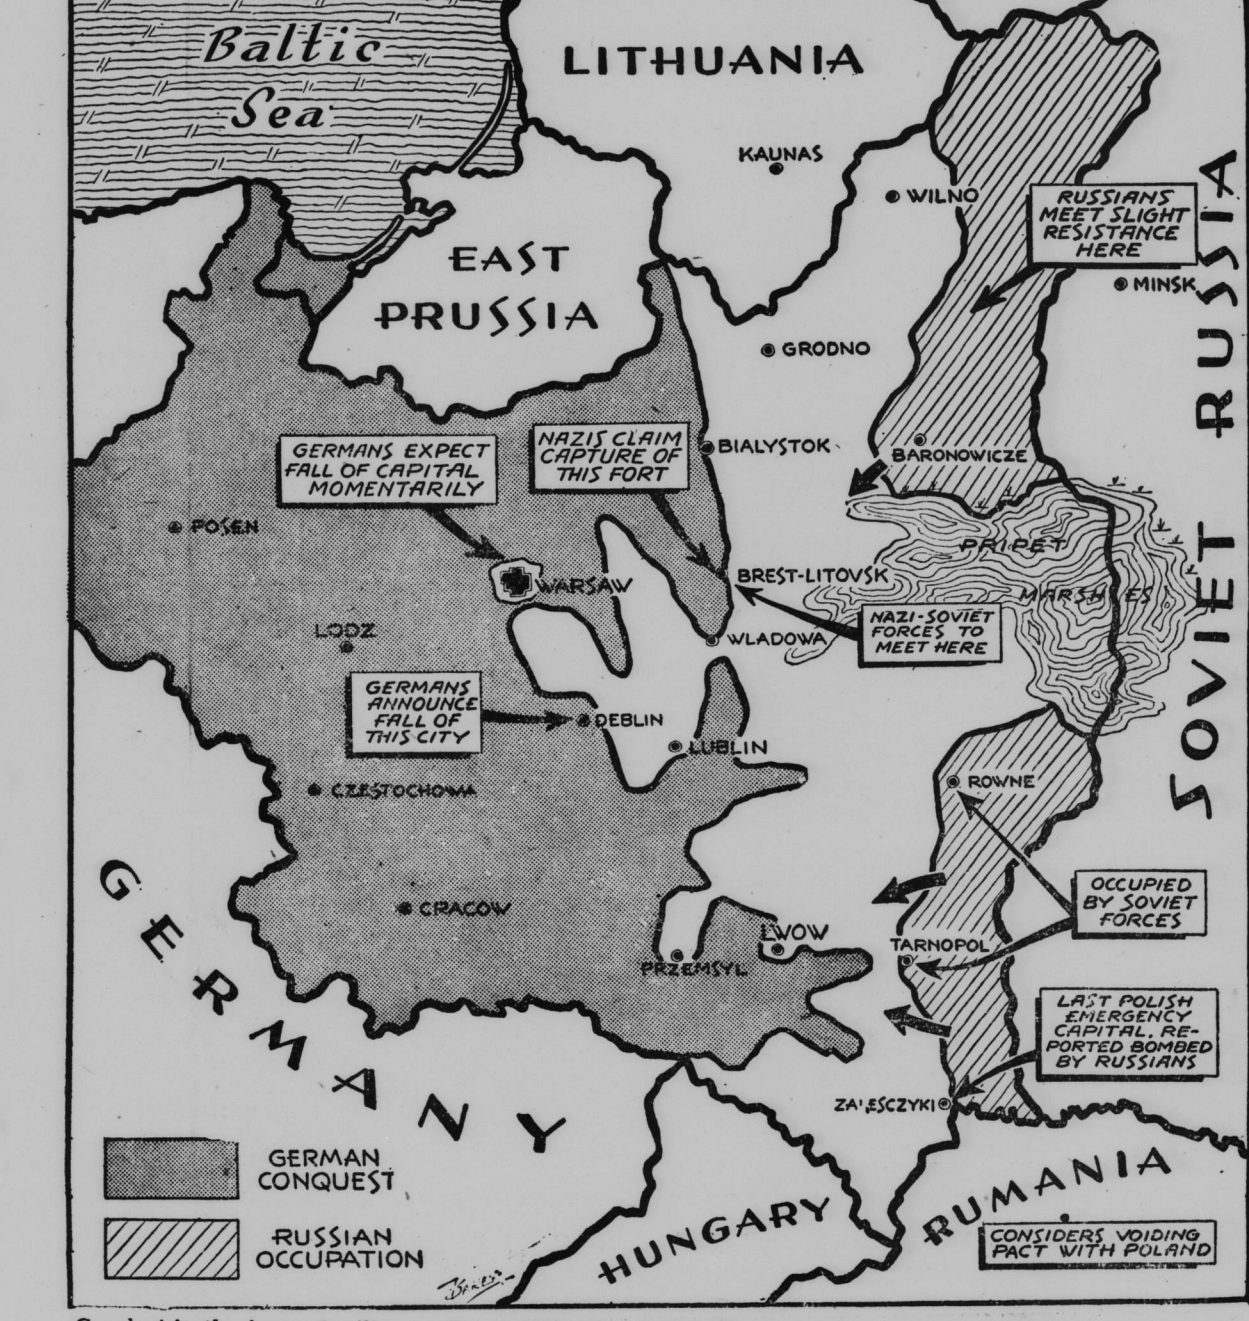 Baltic
Sea
LITHUANIA
KAUNAS
WILNO
RUSSIANS
MEET SLIGHT
RESISTANCE
HERE
MINSK
SOVIET RUSSIA
EAST
PRUSSIA
GRODNO
GERMANS EXPECT
FALL OF CAPITAL
MOMENTARILY
NAZIS CLAIM
CAPTURE OF
THIS FORT
BIALYSTOK
BARONOWICZE
POSEN
PRIPET
MARSHES
WARSAW
BREST-LITOVSK
LODZ
WLADOWA
NAZI-SOVIET
FORCES TO
MEET HERE
GERMANS
ANNOUNCE
FALL OF
THIS CITY
DEBLIN
LUBLIN
ROWNE
CZESTOCHOWA
OCCUPIED
BY SOVIET
FORCES
CRACOW
LWOW
TARNOPOL
PRZEMSYL
LAST POLISH
EMERGENCY
CAPITAL, RE-
PORTED BOMBED
BY RUSSIANS
GERMANY
GERMAN
CONQUEST
RUSSIAN
OCCUPATION
HUNGARY
RUMANIA
CONSIDERS VOIDING
PACT WITH POLAND